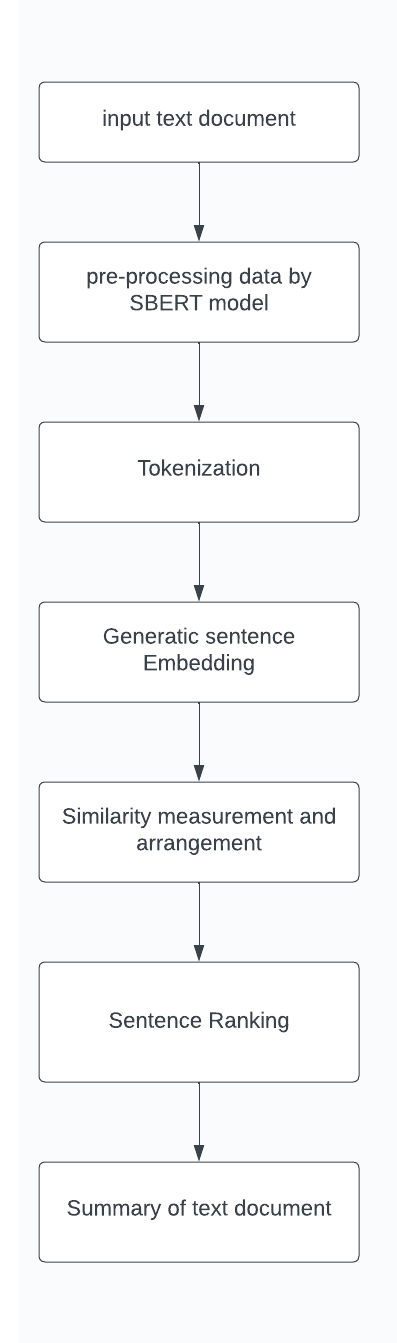 input text document
pre-processing data by
SBERT model
Tokenization
Generatic sentence
Embedding
Similarity measurement and
arrangement
Sentence Ranking
Summary of text document